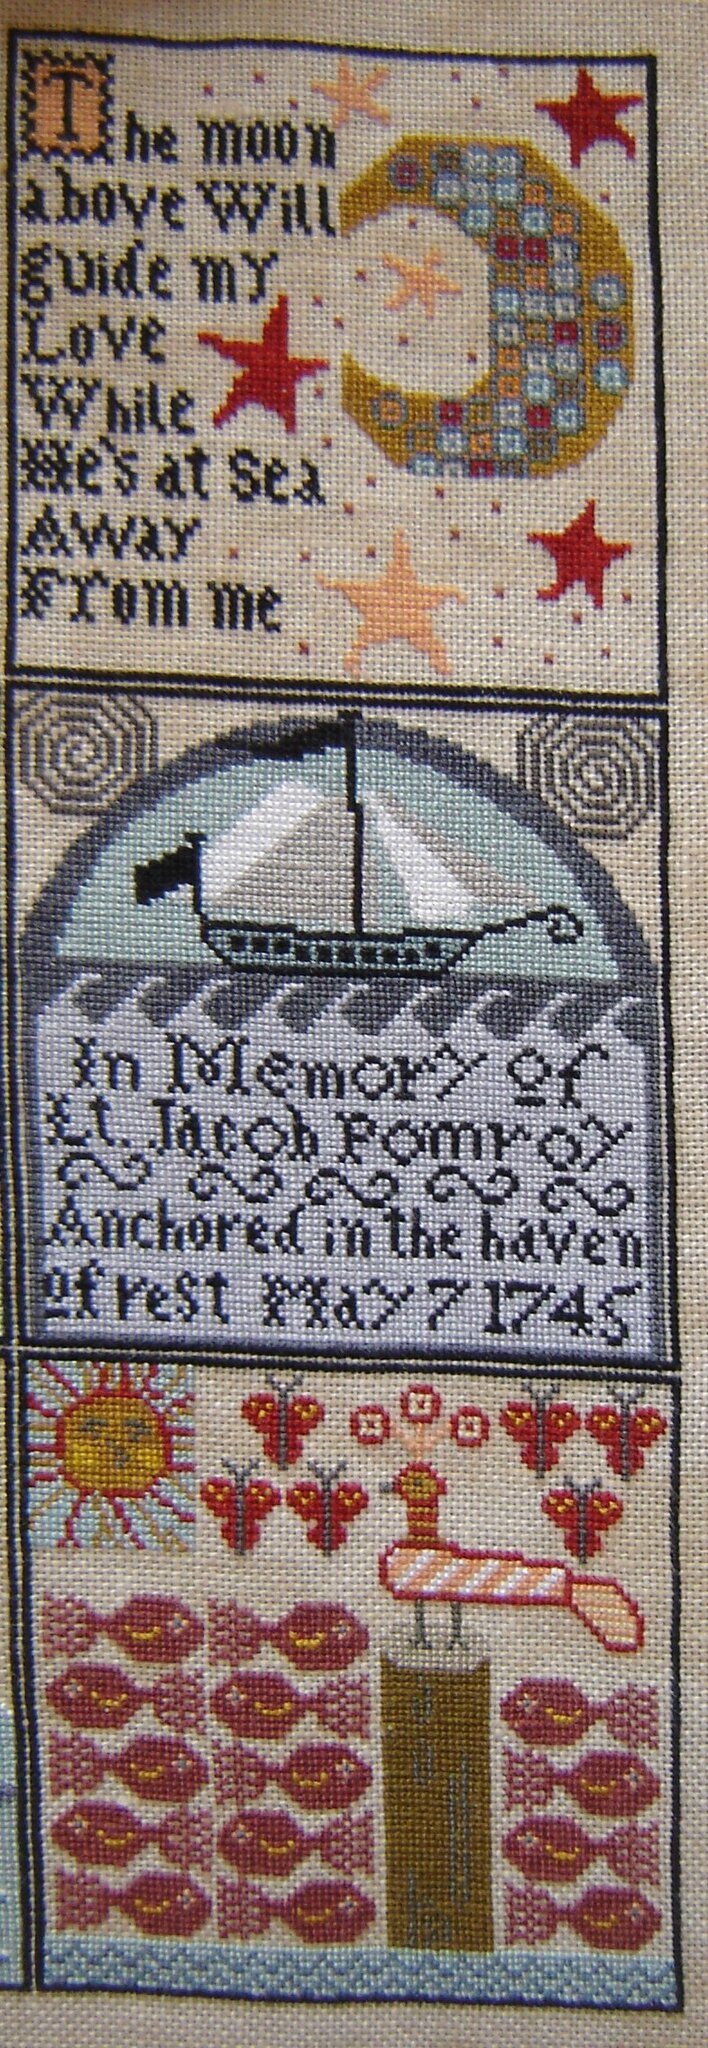 The moon
above Will
guide my
Love
While
He's at sea
Away
From me
In Memory of
Lt. Jacob Pomroy
Anchored in the haven
of rest May 7 1745